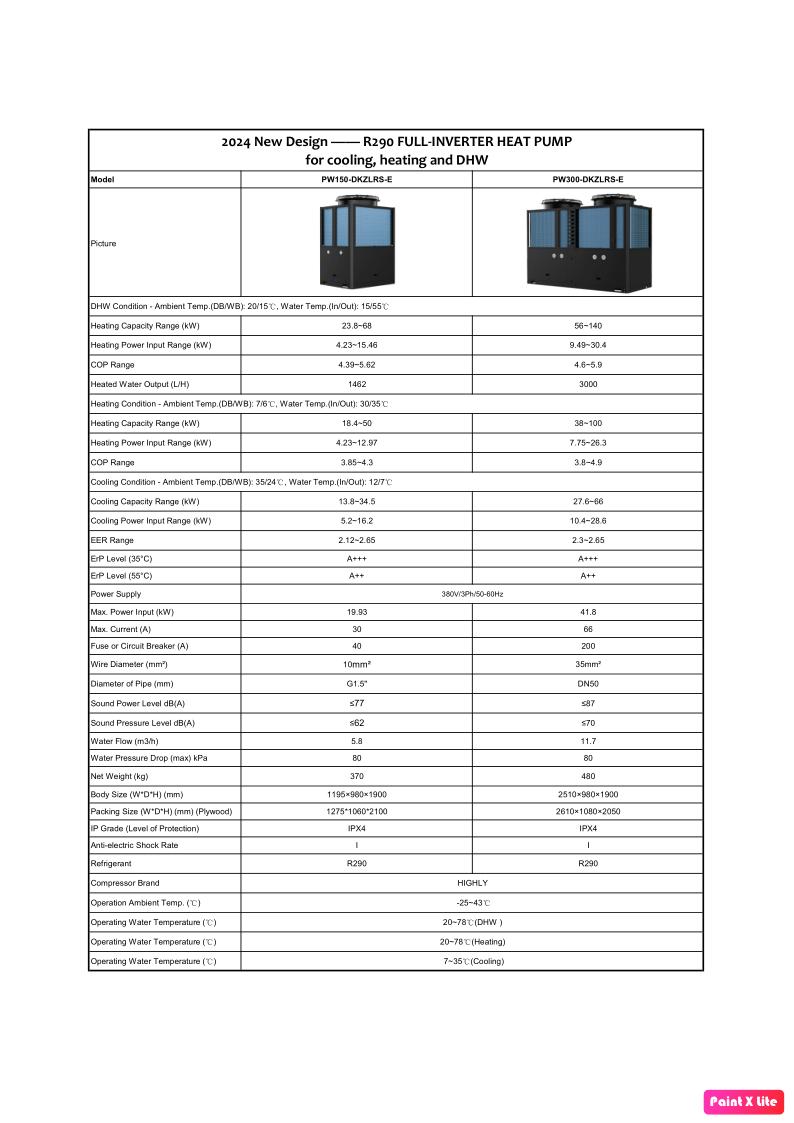 2024 New Design —— R290 FULL-INVERTER HEAT PUMP
for cooling, heating and DHW
Model PW150-DKZLRS-E PW300-DKZLRS-E
Picture
DHW Condition - Ambient Temp.(DB/WB): 20/15℃, Water Temp.(In/Out): 15/55℃
Heating Capacity Range (kW) 23.8~68 56~140
Heating Power Input Range (kW) 4.23~15.46 9.49~30.4
COP Range 4.39~5.62 4.6~5.9
Heated Water Output (L/H) 1462 3000
Heating Condition - Ambient Temp.(DB/WB): 7/6℃, Water Temp.(In/Out): 30/35℃
Heating Capacity Range (kW) 18.4~50 38~100
Heating Power Input Range (kW) 4.23~12.97 7.75~26.3
COP Range 3.85~4.3 3.8~4.9
Cooling Condition - Ambient Temp.(DB/WB): 35/24℃, Water Temp.(In/Out): 12/7℃
Cooling Capacity Range (kW) 13.8~34.5 27.6~66
Cooling Power Input Range (kW) 5.2~16.2 10.4~28.6
EER Range 2.12~2.65 2.3~2.65
ErP Level (35°C) A+++ A+++
ErP Level (55°C) A++ A++
Power Supply 380V/3Ph/50-60Hz
Max. Power Input (kW) 19.93 41.8
Max. Current (A) 30 66
Fuse or Circuit Breaker (A) 40 200
Wire Diameter (mm²) 10mm² 35mm²
Diameter of Pipe (mm) G1.5" DN50
Sound Power Level dB(A) ≤77 ≤87
Sound Pressure Level dB(A) ≤62 ≤70
Water Flow (m3/h) 5.8 11.7
Water Pressure Drop (max) kPa 80 80
Net Weight (kg) 370 480
Body Size (W*D*H) (mm) 1195×980×1900 2510×980×1900
Packing Size (W*D*H) (mm) (Plywood) 1275*1060*2100 2610×1080×2050
IP Grade (Level of Protection) IPX4 IPX4
Anti-electric Shock Rate I I
Refrigerant R290 R290
Compressor Brand HIGHLY
Operation Ambient Temp. (℃) -25~43℃
Operating Water Temperature (℃) 20~78℃(DHW )
Operating Water Temperature (℃) 20~78℃(Heating)
Operating Water Temperature (℃) 7~35℃(Cooling)
Paint X Lite